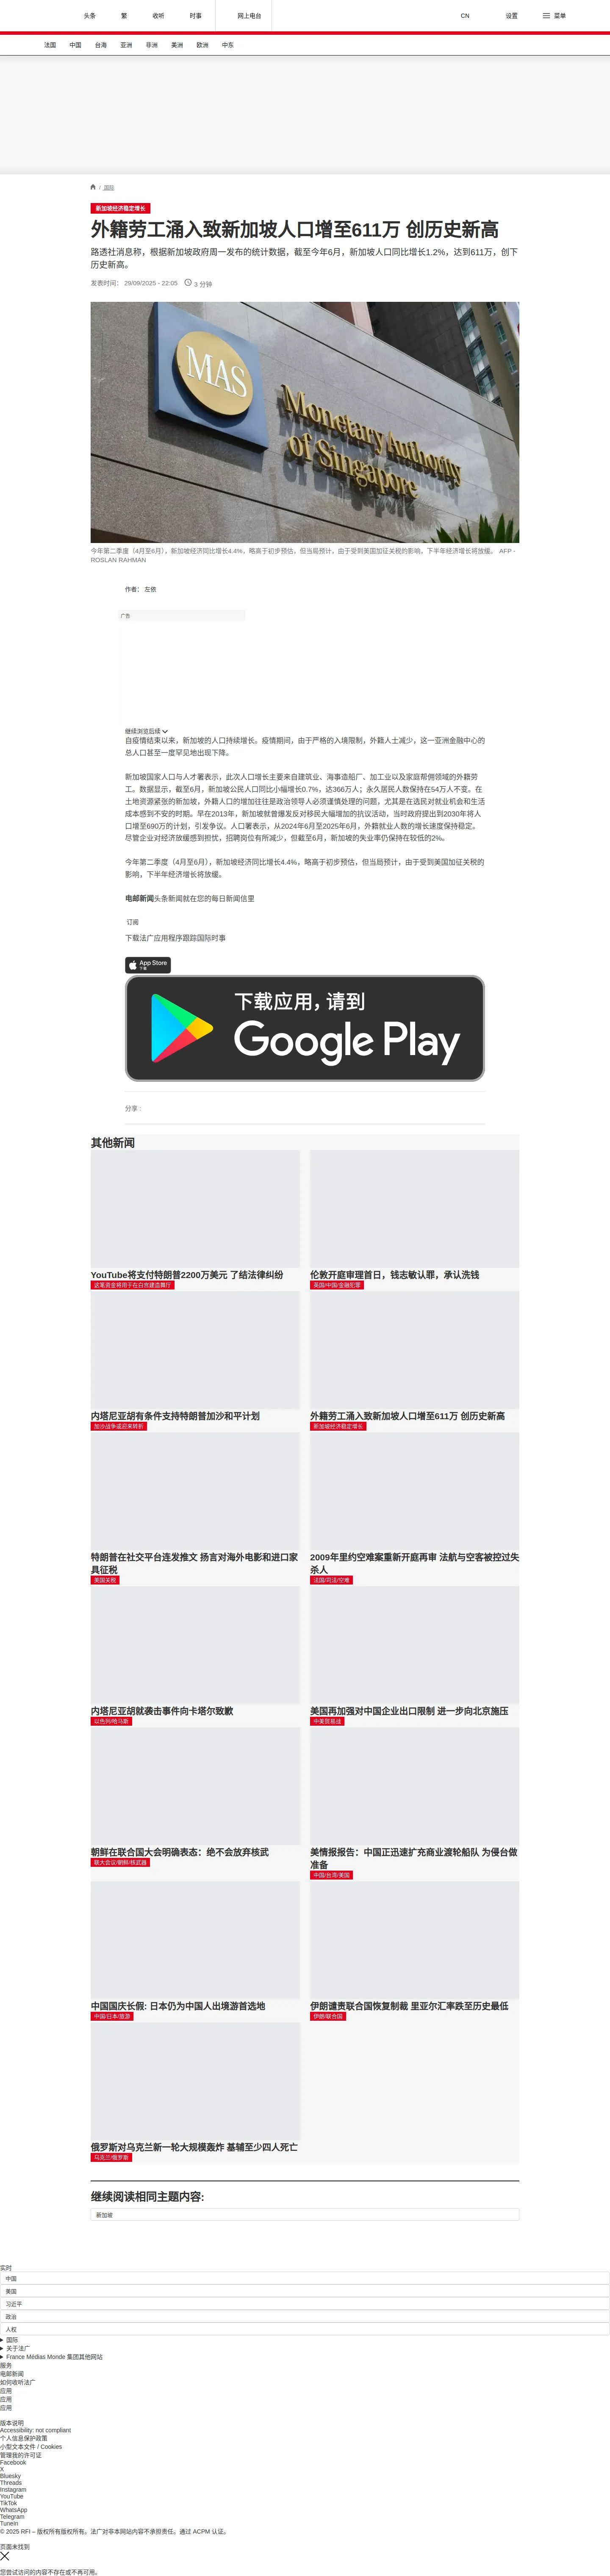 头条
繁
收听
时事
网上电台
CN
设置
菜单
法国
中国
台海
亚洲
非洲
美洲
欧洲
中东
/ 国际
新加坡经济稳定增长
外籍劳工涌入致新加坡人口增至611万 创历史新高
路透社消息称，根据新加坡政府周一发布的统计数据，截至今年6月，新加坡人口同比增长1.2%，达到611万，创下
历史新高。
发表时间： 29/09/2025 - 22:05
3 分钟
MAS
Monetary Authority
of Singapore
今年第二季度（4月至6月），新加坡经济同比增长4.4%，略高于初步预估，但当局预计，由于受到美国加征关税的影响，下半年经济增长将放缓。 AFP -
ROSLAN RAHMAN
作者： 左依
广告
继续浏览后续
自疫情结束以来，新加坡的人口持续增长。疫情期间，由于严格的入境限制，外籍人士减少，这一亚洲金融中心的
总人口甚至一度罕见地出现下降。
新加坡国家人口与人才署表示，此次人口增长主要来自建筑业、海事造船厂、加工业以及家庭帮佣领域的外籍劳
工。数据显示，截至6月，新加坡公民人口同比小幅增长0.7%，达366万人；永久居民人数保持在54万人不变。在
土地资源紧张的新加坡，外籍人口的增加往往是政治领导人必须谨慎处理的问题，尤其是在选民对就业机会和生活
成本感到不安的时期。早在2013年，新加坡就曾爆发反对移民大幅增加的抗议活动，当时政府提出到2030年将人
口增至690万的计划，引发争议。人口署表示，从2024年6月至2025年6月，外籍就业人数的增长速度保持稳定。
尽管企业对经济放缓感到担忧，招聘岗位有所减少，但截至6月，新加坡的失业率仍保持在较低的2%。
今年第二季度（4月至6月），新加坡经济同比增长4.4%，略高于初步预估，但当局预计，由于受到美国加征关税的
影响，下半年经济增长将放缓。
电邮新闻头条新闻就在您的每日新闻信里
订阅
下载法广应用程序跟踪国际时事
App Store
下载
下载应用，请到
Google Play
分享 :
其他新闻
YouTube将支付特朗普2200万美元 了结法律纠纷
这笔资金将用于在白宫建造舞厅
伦敦开庭审理首日，钱志敏认罪，承认洗钱
英国/中国/金融犯罪
内塔尼亚胡有条件支持特朗普加沙和平计划
加沙战争或迎来转折
外籍劳工涌入致新加坡人口增至611万 创历史新高
新加坡经济稳定增长
特朗普在社交平台连发推文 扬言对海外电影和进口家
具征税
美国关税
2009年里约空难案重新开庭再审 法航与空客被控过失
杀人
法国/司法/空难
内塔尼亚胡就袭击事件向卡塔尔致歉
以色列/哈马斯
美国再加强对中国企业出口限制 进一步向北京施压
中美贸易战
朝鲜在联合国大会明确表态：绝不会放弃核武
联大会议/朝鲜/核武器
美情报报告：中国正迅速扩充商业渡轮船队 为侵台做
准备
中国/台湾/美国
中国国庆长假: 日本仍为中国人出境游首选地
中国/日本/旅游
伊朗谴责联合国恢复制裁 里亚尔汇率跌至历史最低
伊朗/联合国
俄罗斯对乌克兰新一轮大规模轰炸 基辅至少四人死亡
乌克兰/俄罗斯
继续阅读相同主题内容:
新加坡
实时
中国
美国
习近平
政治
人权
国际
关于法广
France Médias Monde 集团其他网站
服务
电邮新闻
如何收听法广
应用
应用
应用
版本说明
Accessibility: not compliant
个人信息保护政策
小型文本文件 / Cookies
管理我的许可证
Facebook
X
Bluesky
Threads
Instagram
YouTube
TikTok
WhatsApp
Telegram
TuneIn
© 2025 RFI – 版权所有版权所有。法广对非本网站内容不承担责任。通过 ACPM 认证。
页面未找到
您尝试访问的内容不存在或不再可用。